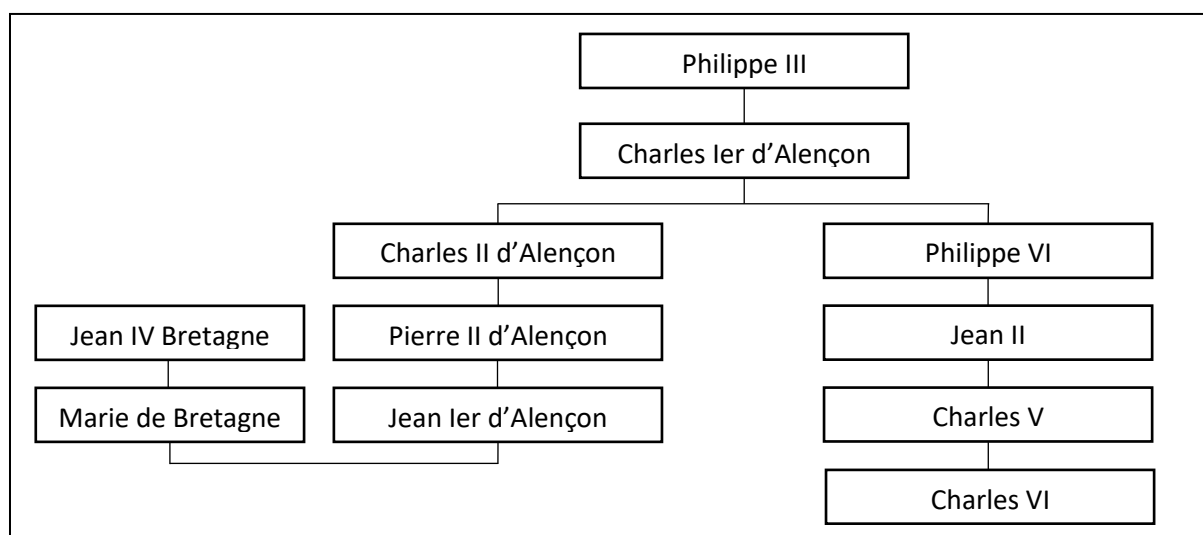 Philippe III
Charles Ier d’Alençon
Charles II d’Alençon
Philippe VI
Jean IV Bretagne
Pierre II d’Alençon
Jean II
Marie de Bretagne
Jean Ier d’Alençon
Charles V
Charles VI